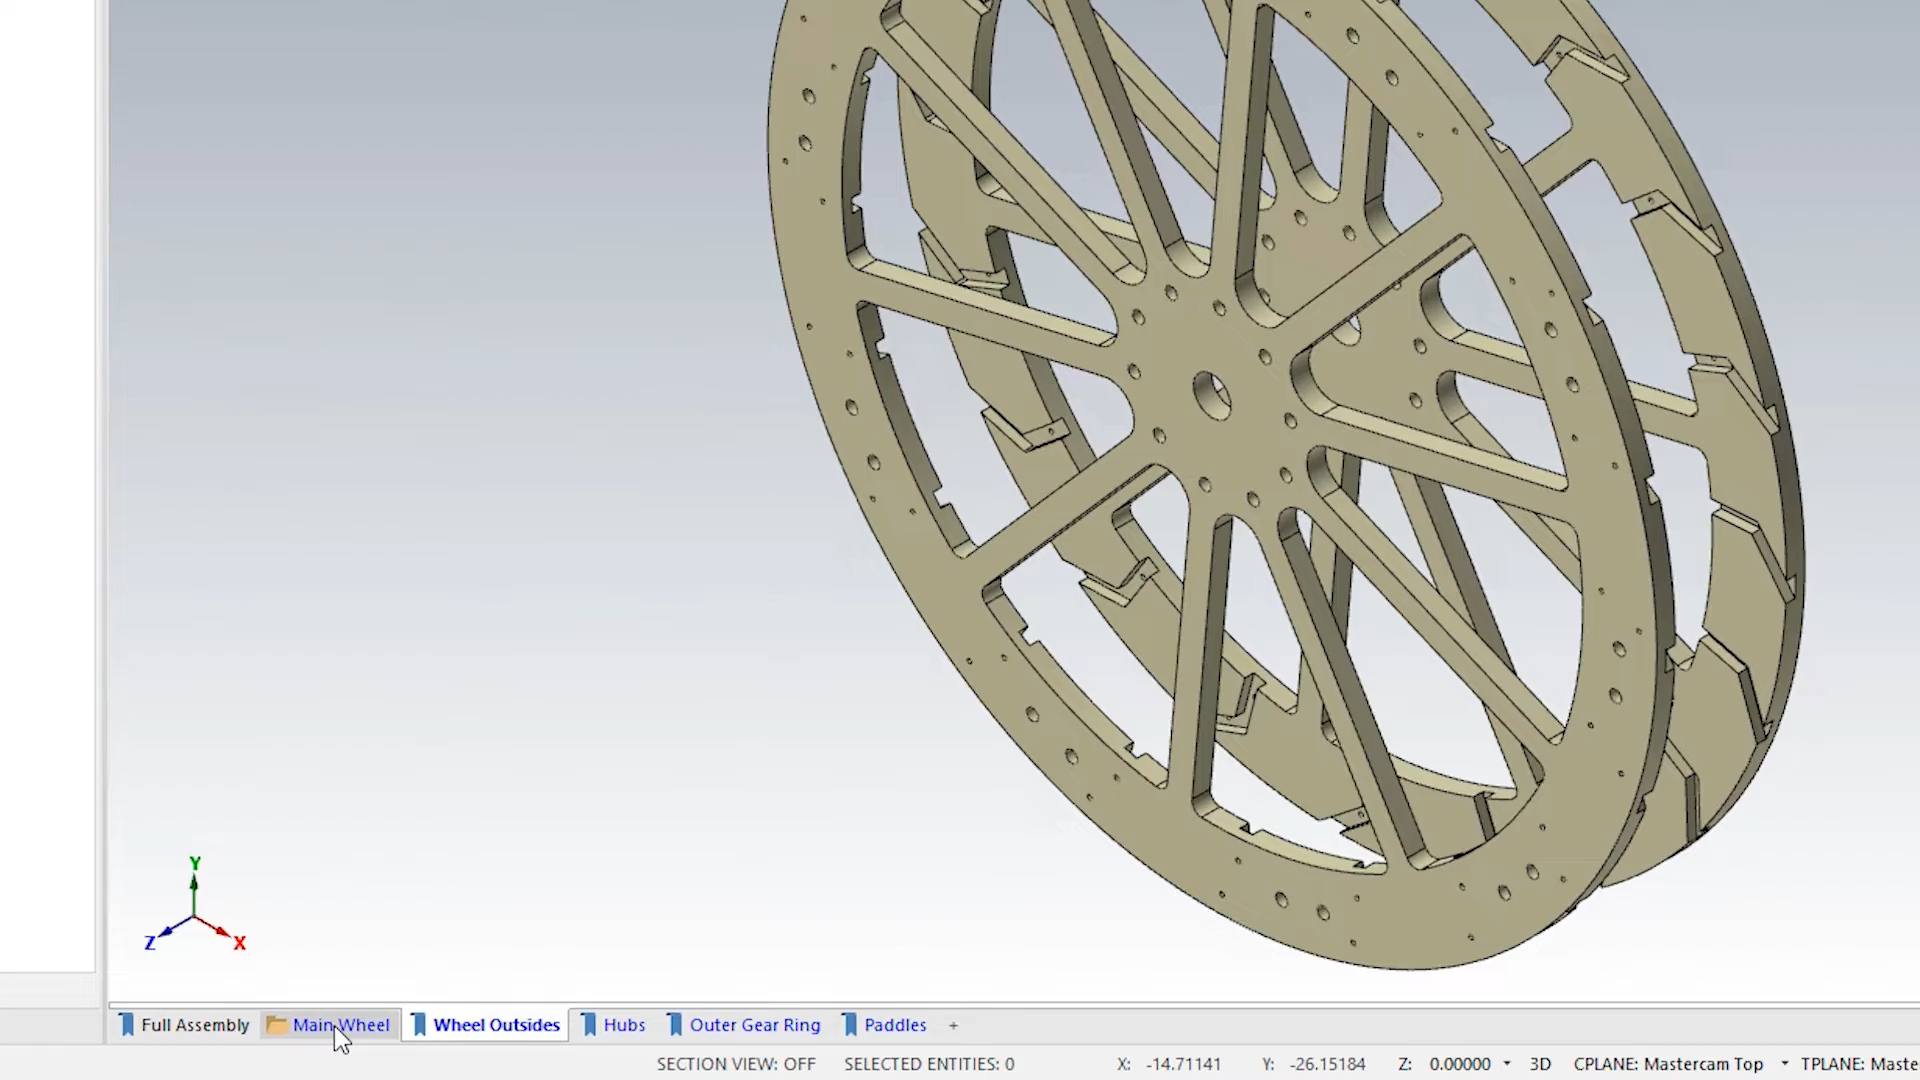 Y
Z
X
Full Assembly Main Wheel Wheel Outsides Hubs Outer Gear Ring Paddles +
SECTION VIEW: OFF SELECTED ENTITIES: 0 X: -14.71141 Y: -26.15184 Z: 0.00000 3D CPLANE: Mastercam Top TPLANE: Maste